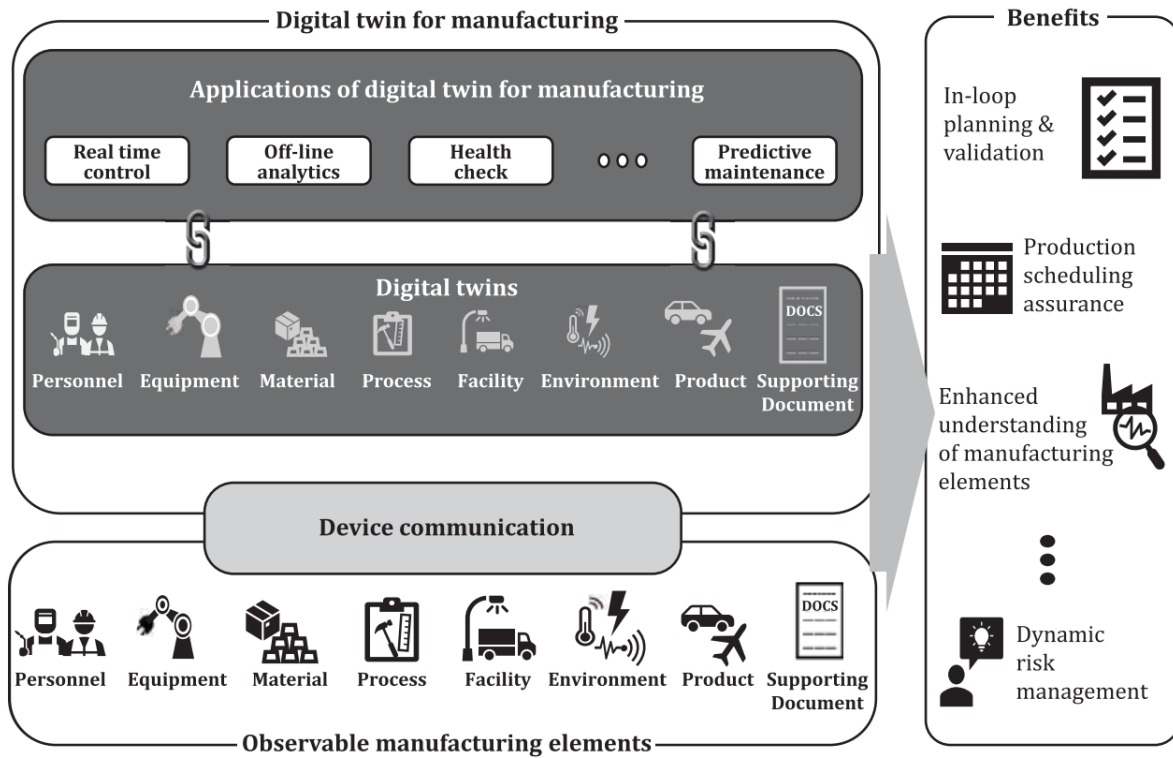 Digital twin for manufacturing
Applications of digital twin for manufacturing
Real time
control
Off-line
analytics
Health
check
Predictive
maintenance
Digital twins
DOCS
Personnel
Equipment
Material
Process
Facility
Environment
Product
Supporting
Document
Device communication
DOCS
Personnel
Equipment
Material
Process
Facility
Environment
Product
Supporting
Document
Observable manufacturing elements
Benefits
In-loop
planning &
validation
Production
scheduling
assurance
Enhanced
understanding
of manufacturing
elements
Dynamic
risk
management